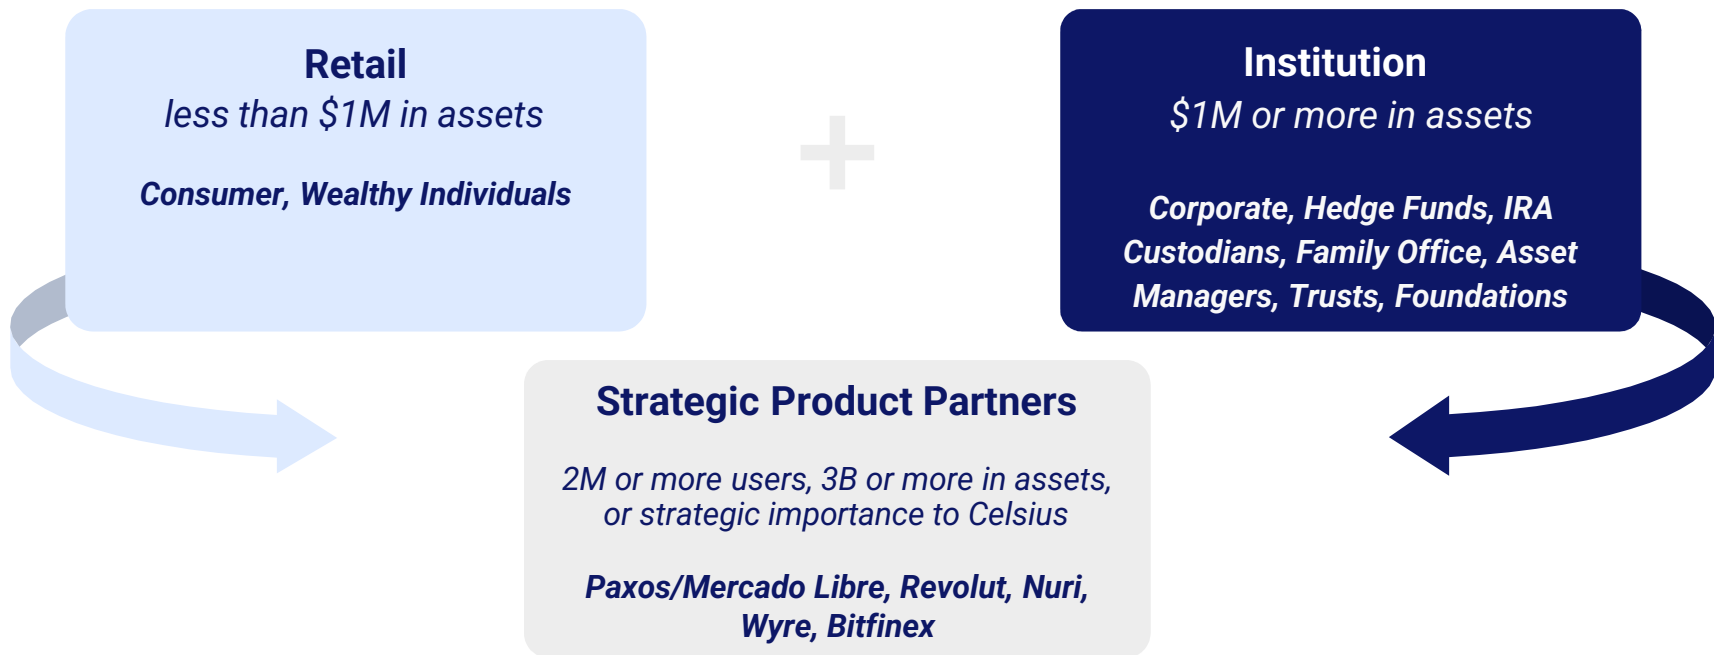 Retail
less than $1M in assets
Consumer, Wealthy Individuals
+
Institution
$1M or more in assets
Corporate, Hedge Funds, IRA
Custodians, Family Office, Asset
Managers, Trusts, Foundations
Strategic Product Partners
2M or more users, 3B or more in assets,
or strategic importance to Celsius
Paxos/Mercado Libre, Revolut, Nuri,
Wyre, Bitfinex